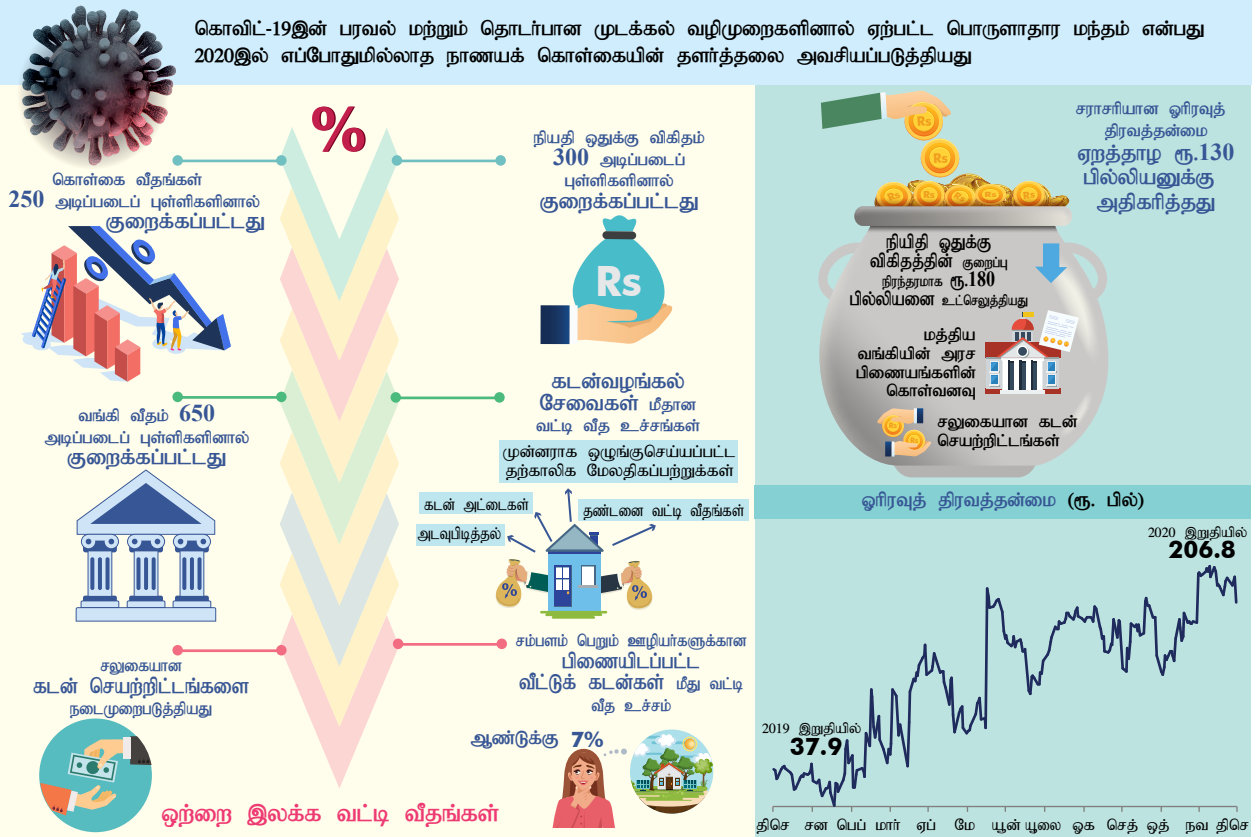 கொவிட்-19இன் பரவல் மற்றும் தொடர்பான முடக்கல் வழிமுறைகளினால் ஏற்பட்ட பொருளாதார மந்தம் என்பது
2020இல் எப்போதுமில்லாத நாணயக் கொள்கையின் தளர்த்தலை அவசியப்படுத்தியது
%
கொள்கை வீதங்கள்
250 அடிப்படைப் புள்ளிகளினால்
குறைக்கப்பட்டது
நியதி ஒதுக்கு விகிதம்
300 அடிப்படைப்
புள்ளிகளினால்
குறைக்கப்பட்டது
Rs
வங்கி வீதம் 650
அடிப்படைப் புள்ளிகளினால்
குறைக்கப்பட்டது
கடன்வழங்கல்
சேவைகள் மீதான
வட்டி வீத உச்சங்கள்
முன்னராக ஒழுங்குசெய்யப்பட்ட
தற்காலிக மேலதிகப்பற்றுக்கள்
கடன் அட்டைகள்
தண்டனை வட்டி வீதங்கள்
அடவுபிடித்தல்
%
%
சலுகையான
கடன் செயற்றிட்டங்களை
நடைமுறைபடுத்தியது
சம்பளம் பெறும் ஊழியர்களுக்கான
பிணையிடப்பட்ட
வீட்டுக் கடன்கள் மீது வட்டி
வீத உச்சம்
ஆண்டுக்கு 7%
ஒற்றை இலக்க வட்டி வீதங்கள்
Rs
Rs
Rs Rs Rs Rs Rs
சராசரியான ஓரிரவுத்
திரவத்தன்மை
ஏறத்தாழ ரூ.130
பில்லியனுக்கு
அதிகரித்தது
நியிதி ஓதுக்கு
விகிதத்தின் குறைப்பு
நிரந்தரமாக ரூ.180
பில்லியனை உட்செலுத்தியது
மத்திய
வங்கியின் அரச
பிணையங்களின்
கொள்வனவு
சலுகையான கடன்
செயற்றிட்டங்கள்
ஓரிரவுத் திரவத்தன்மை (ரூ. பில்)
2020 இறுதியில்
206.8
2019 இறுதியில்
37.9
திசெ சன பெப் மார் ஏப் மே யூன் யூலை ஓக செத் ஒத் நவ திசெ